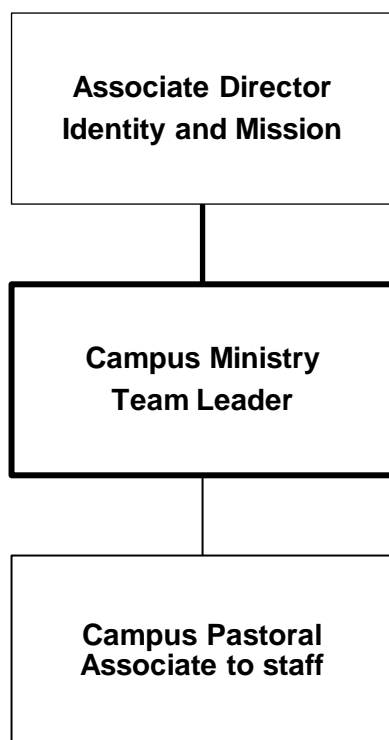 Associate Director
Identity and Mission
Campus Ministry
Team Leader
Campus Pastoral
Associate to staff